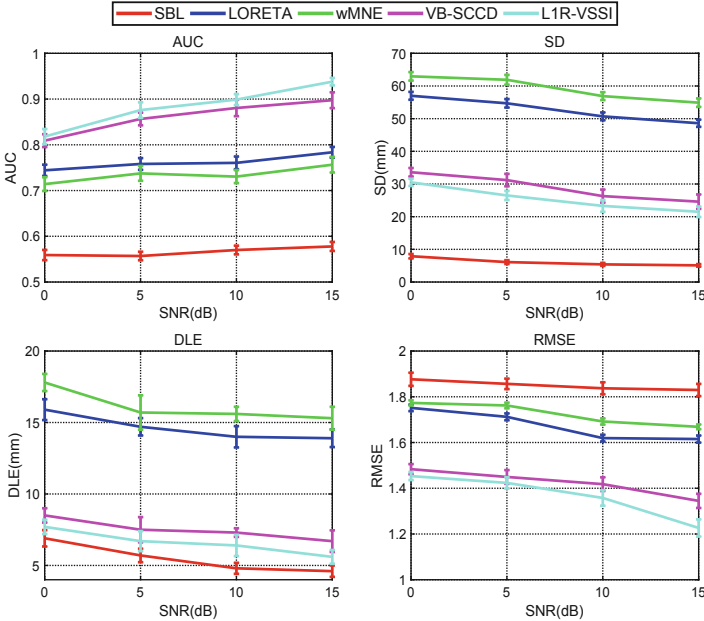 SBL LORETA wMNE VB-SCCD L1R-VSSI
AUC
1
0.9
0.8
0.7
0.6
0.5
AUC
0 5 10 15
SNR(dB)
SD
70
60
50
40
30
20
10
0
SD(mm)
0 5 10 15
SNR(dB)
DLE
20
15
10
5
DLE(mm)
0 5 10 15
SNR(dB)
RMSE
2
1.8
1.6
1.4
1.2
1
RMSE
0 5 10 15
SNR(dB)